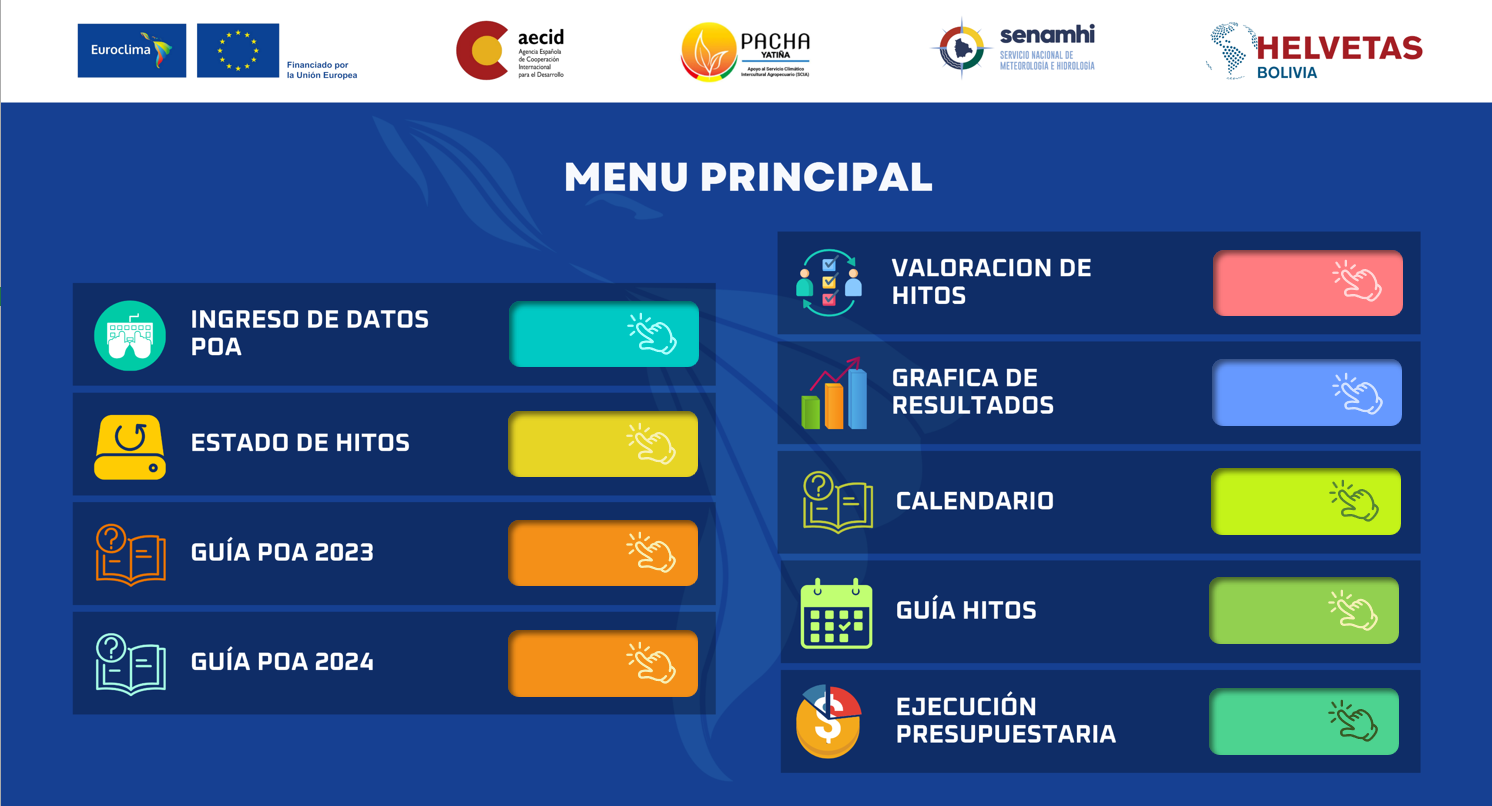 Euroclima
Financiado por
la Unión Europea
aecid
Agencia Española
de Cooperación
Internacional
para el Desarrollo
PACHA
YATIÑA
Apoyo al Servicio Climático
Intercultural Agropecuario (SCIA)
senamhi
SERVICIO NACIONAL DE
METEOROLOGÍA E HIDROLOGÍA
HELVETAS
BOLIVIA
MENU PRINCIPAL
INGRESO DE DATOS
POA
ESTADO DE HITOS
GUÍA POA 2023
GUÍA POA 2024
VALORACION DE
HITOS
GRAFICA DE
RESULTADOS
CALENDARIO
GUÍA HITOS
EJECUCIÓN
PRESUPUESTARIA